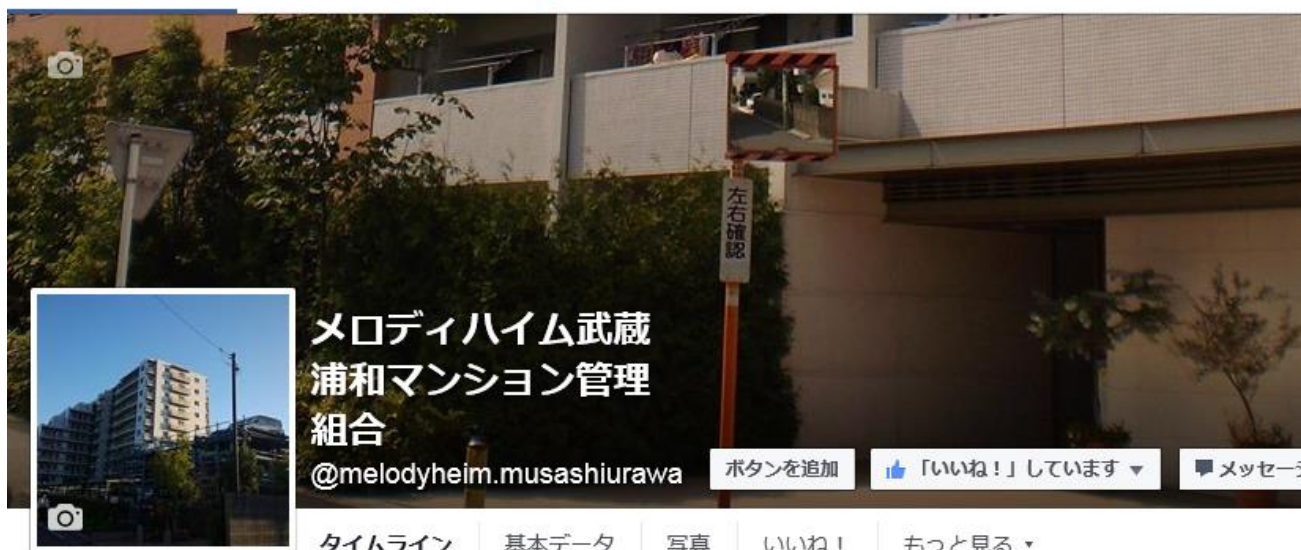 左右確認
メロディハイム武蔵
浦和マンション管理
組合
@melodyheim.musashiurawa
ボタンを追加
「いいね！」しています
メッセー
タイムライン
基本データ
写真
いいね！
もっと見る